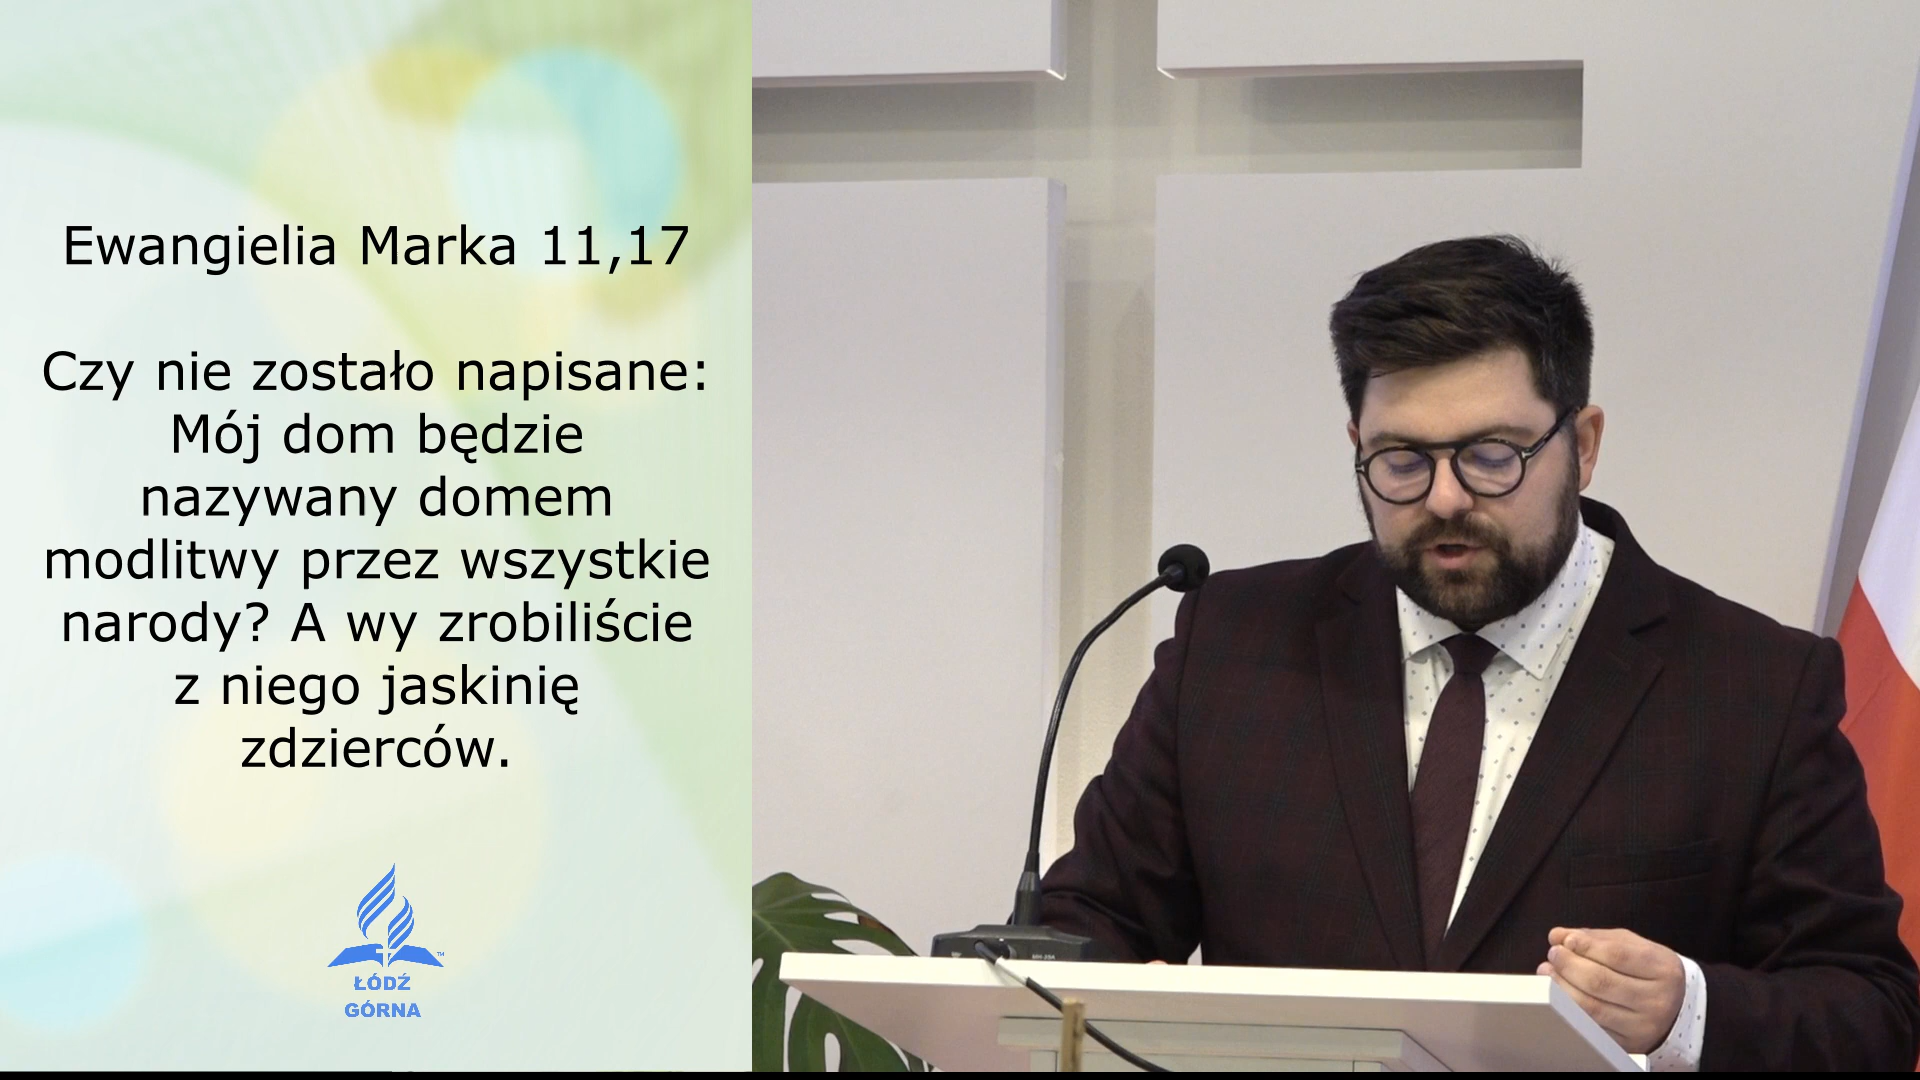 Ewangielia Marka 11,17
Czy nie zostało napisane:
Mój dom będzie
nazywany domem
modlitwy przez wszystkie
narody? A wy zrobiliście
z niego jaskinię
zdzierców.
™
ŁÓDŹ
GÓRNA